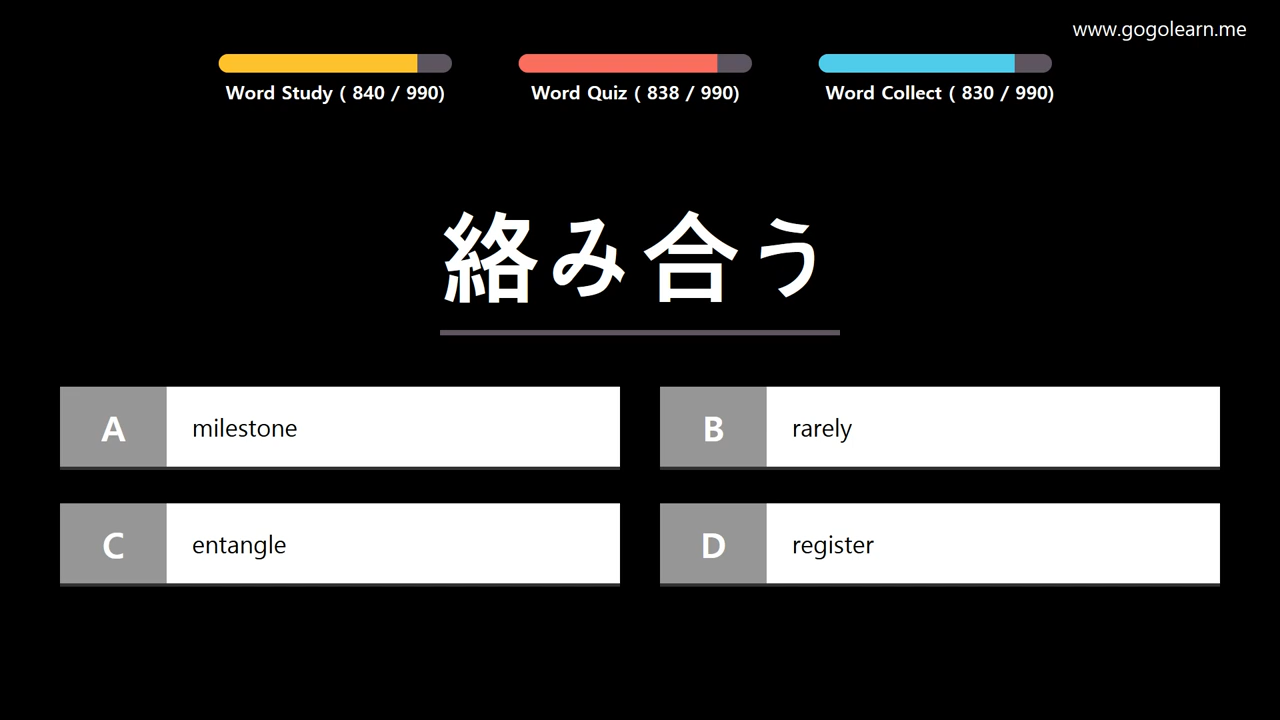 www.gogolearn.me
Word Study ( 840 / 990)
Word Quiz ( 838 / 990)
Word Collect ( 830 / 990)
絡み合う
A milestone
B rarely
C entangle
D register